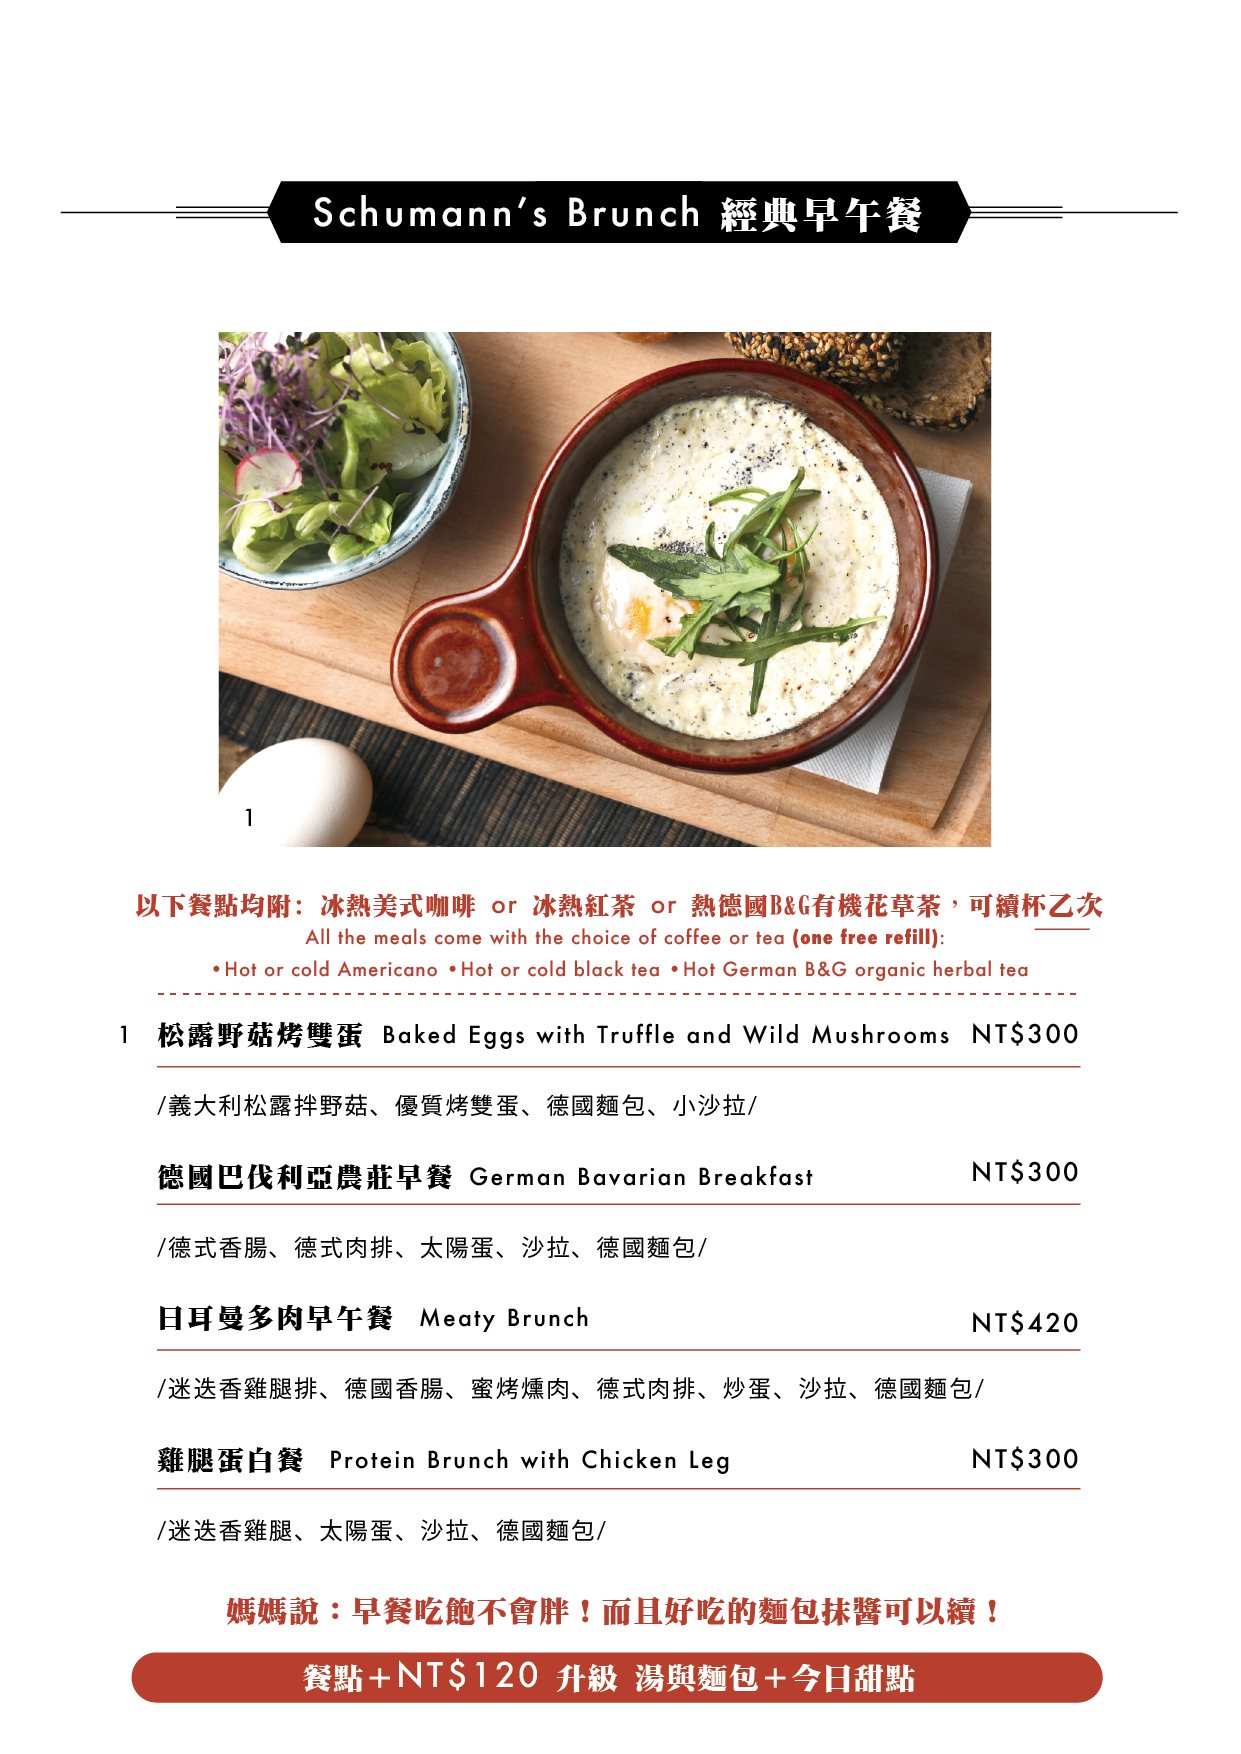 Schumann's Brunch 經典早午餐
1
以下餐點均附：冰熱美式咖啡 or 冰熱紅茶 or 熱德國B&G有機花草茶，可續杯乙次
All the meals come with the choice of coffee or tea (one free refill):
•Hot or cold Americano •Hot or cold black tea •Hot German B&G organic herbal tea
1 松露野菇烤雙蛋 Baked Eggs with Truffle and Wild Mushrooms NT$300
/義大利松露拌野菇、優質烤雙蛋、德國麵包、小沙拉/
德國巴伐利亞農莊早餐 German Bavarian Breakfast NT$300
/德式香腸、德式肉排、太陽蛋、沙拉、德國麵包/
日耳曼多肉早午餐 Meaty Brunch NT$420
/迷迭香雞腿排、德國香腸、蜜烤燻肉、德式肉排、炒蛋、沙拉、德國麵包/
雞腿蛋白餐 Protein Brunch with Chicken Leg NT$300
/迷迭香雞腿、太陽蛋、沙拉、德國麵包/
媽媽說：早餐吃飽不會胖！而且好吃的麵包抹醬可以續！
餐點+NT$120 升級 湯與麵包+今日甜點